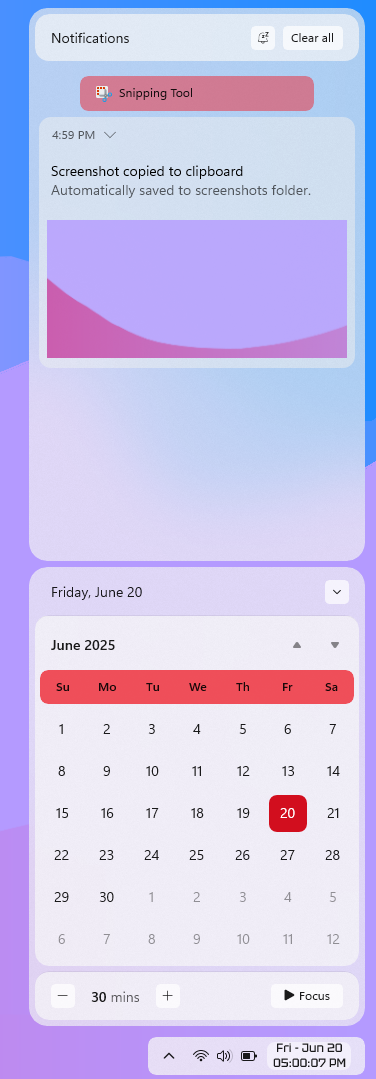 Notifications Clear all
Snipping Tool
4:59 PM
Screenshot copied to clipboard
Automatically saved to screenshots folder.
Friday, June 20
June 2025
Su Mo Tu We Th Fr Sa
1 2 3 4 5 6 7
8 9 10 11 12 13 14
15 16 17 18 19 20 21
22 23 24 25 26 27 28
29 30 1 2 3 4 5
6 7 8 9 10 11 12
30 mins Focus
Fri - Jun 20
05:00:07 PM